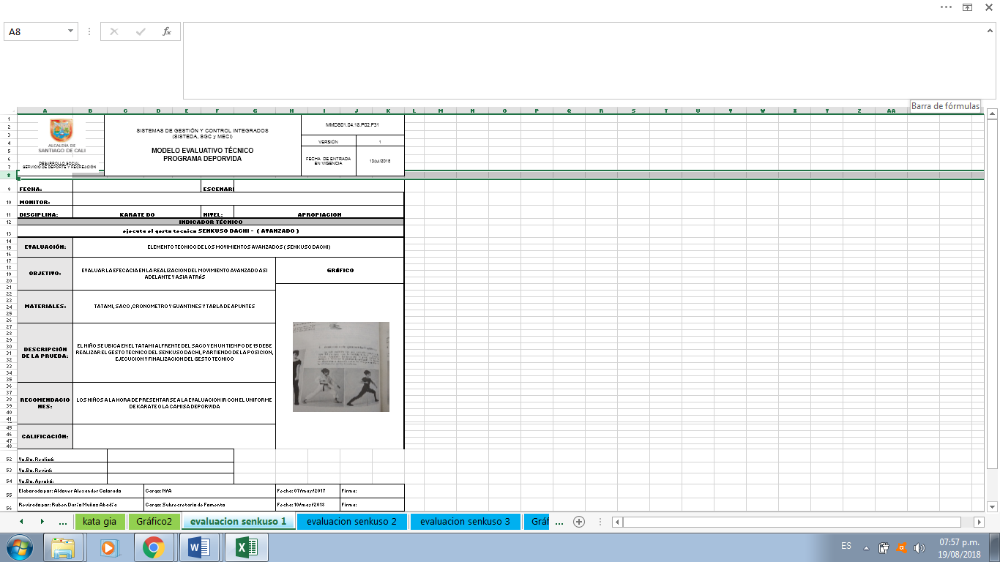 A8
fx
Barra de fórmulas
A B C D E F G H I J K L M N O P Q R S T U V W X Y Z AA
ALCALDÍA DE
SANTIAGO DE CALI
DESARROLLO SOCIAL
SERVICIO DE DEPORTE Y RECREACIÓN
SISTEMAS DE GESTIÓN Y CONTROL INTEGRADOS
(SISTEDA, SGC y MECI)
MODELO EVALUATIVO TÉCNICO
PROGRAMA DEPORVIDA
MMDS01.04.18.P02.F31
VERSIÓN 1
FECHA DE ENTRADA
EN VIGENCIA
13/jul/2015
FECHA: ESCENARI
MONITOR:
DISCIPLINA: KARATE DO NIVEL: APROPIACION
INDICADOR TÉCNICO
ejecuta el gesto tecnico SENKUSO DACHI - ( AVANZADO )
EVALUACIÓN: ELEMENTO TECNICO DE LOS MOVIMIENTOS AVANZADOS ( SENKUSO DACHI)
OBJETIVO: EVALUAR LA EFECACIA EN LA REALIZACION DEL MOVIMIENTO AVANZADO ASI
ADELANTE Y ASIA ATRÁS
GRÁFICO
MATERIALES: TATAMI, SACO ,CRONOMETRO Y GUANTINES Y TABLA DE APUNTES
DESCRIPCIÓN
DE LA PRUEBA:
EL NIÑO SE UBICA EN EL TATAMI AL FRENTE DEL SACO Y EN UN TIEMPO DE 15 DEBE
REALIZAR EL GESTO TECNICO DEL SENKUSO DACHI, PARTIENDO DE LA POSICION,
EJECUCION Y FINALIZACION DEL GESTO TECNICO
RECOMENDACIO
NES:
LOS NIÑOS A LA HORA DE PRESENTARSE A LA EVALUACION IR CON EL UNIFORME
DE KARATE O LA CAMISA DEPORVIDA
CALIFICACIÓN:
Vo.Bo. Realizó:
Vo.Bo. Revisó:
Vo.Bo. Aprobó:
Elaborado por: Aldover Alexander Colorado Cargo: N/A Fecha: 07/may/2017 Firma:
Revisado por: Ruben Darío Muñoz Abadía Cargo: Subsecretario de Fomento Fecha: 10/may/2018 Firma:
... kata gia Gráfico2 evaluacion senkuso 1 evaluacion senkuso 2 evaluacion senkuso 3 Gráf ...
ES 07:57 p.m.
19/08/2018